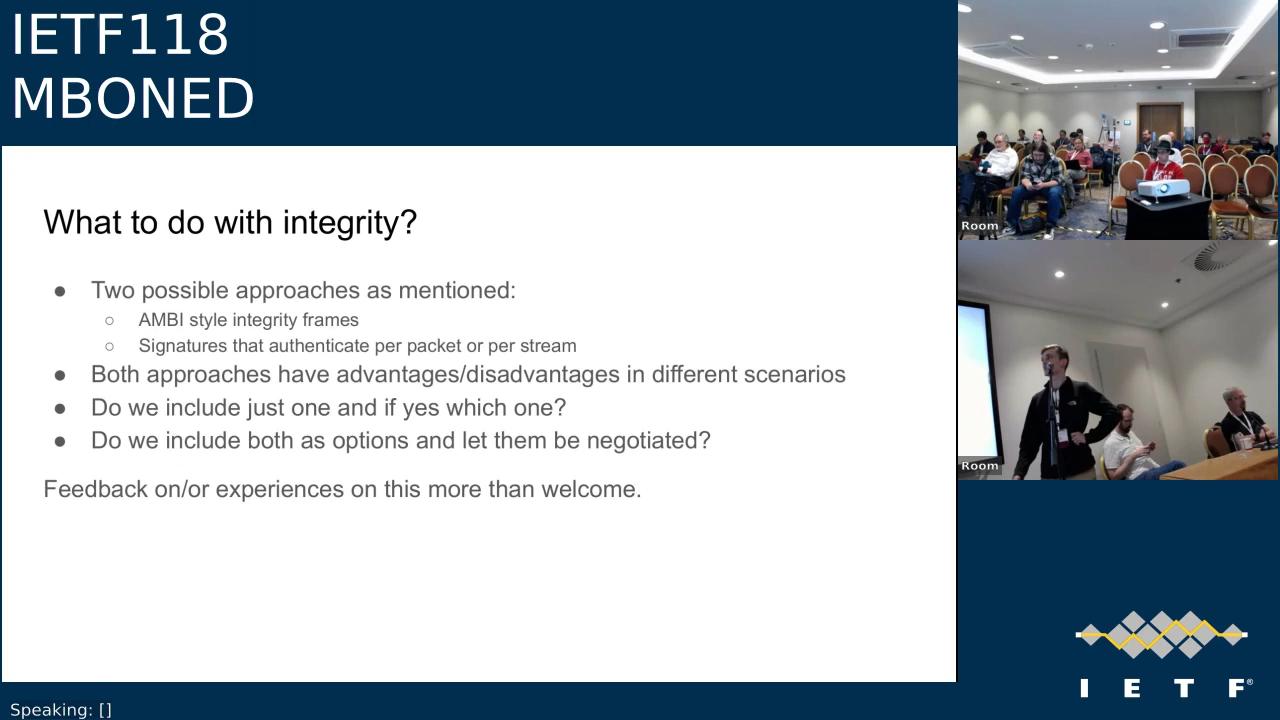 IETF118
MBONED
What to do with integrity?
● Two possible approaches as mentioned:
○ AMBI style integrity frames
○ Signatures that authenticate per packet or per stream
● Both approaches have advantages/disadvantages in different scenarios
● Do we include just one and if yes which one?
● Do we include both as options and let them be negotiated?
Feedback on/or experiences on this more than welcome.
Room
Room
I E T F®
Speaking: []